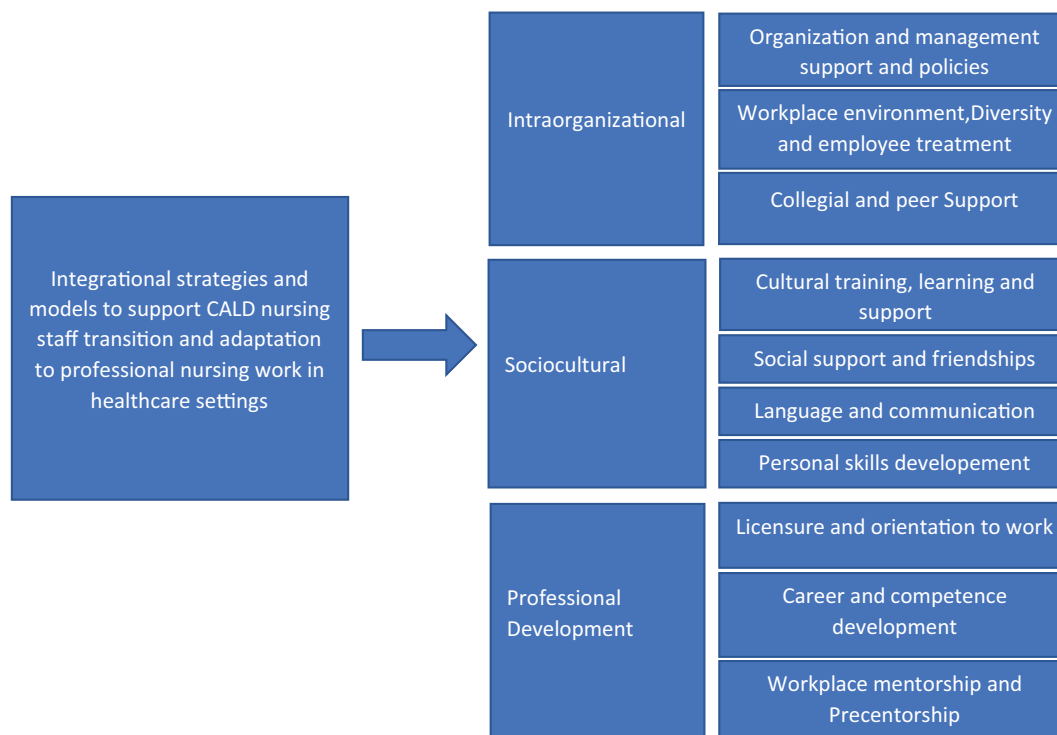 Integrational strategies and
models to support CALD nursing
staff transition and adaptation
to professional nursing work in
healthcare settings
Intraorganizational
Organization and management
support and policies
Workplace environment,Diversity
and employee treatment
Collegial and peer Support
Sociocultural
Cultural training, learning and
support
Social support and friendships
Language and communication
Personal skills developement
Professional
Development
Licensure and orientation to work
Career and competence
development
Workplace mentorship and
Precentorship